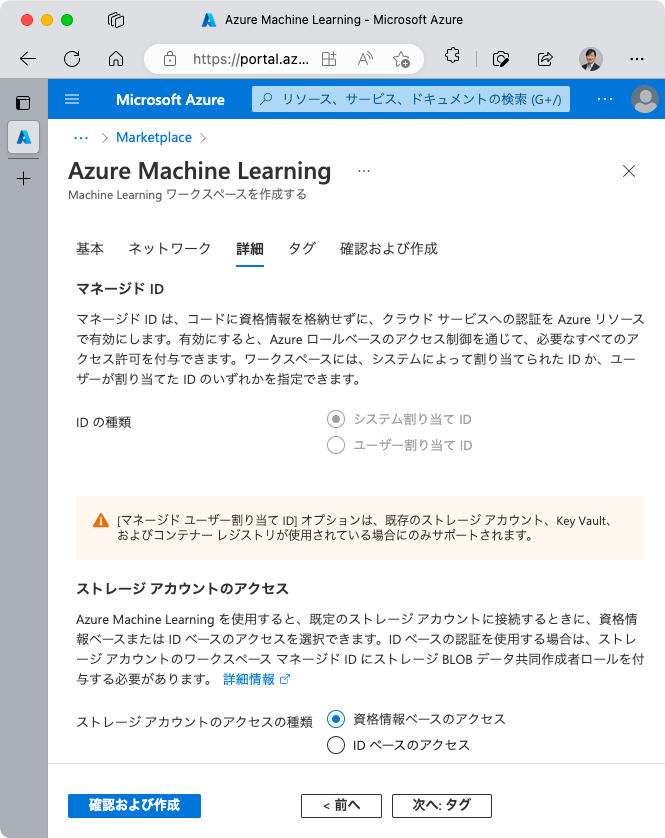 Azure Machine Learning - Microsoft Azure
https://portal.az...
Microsoft Azure
リソース、サービス、ドキュメントの検索 (G+/)
Marketplace
Azure Machine Learning
Machine Learning ワークスペースを作成する
基本 ネットワーク 詳細 タグ 確認および作成
マネージド ID
マネージド ID は、コードに資格情報を格納せずに、クラウド サービスへの認証を Azure リソース
で有効にします。有効にすると、Azure ロールベースのアクセス制御を通じて、必要なすべてのア
クセス許可を付与できます。ワークスペースには、システムによって割り当てられた ID か、ユー
ザーが割り当てた ID のいずれかを指定できます。
ID の種類
システム割り当て ID
ユーザー割り当て ID
[マネージド ユーザー割り当て ID] オプションは、既存のストレージ アカウント、Key Vault、
およびコンテナー レジストリが使用されている場合にのみサポートされます。
ストレージ アカウントのアクセス
Azure Machine Learning を使用すると、既定のストレージ アカウントに接続するときに、資格情
報ベースまたは ID ベースのアクセスを選択できます。ID ベースの認証を使用する場合は、ストレ
ージ アカウントのワークスペース マネージド ID にストレージ BLOB データ共同作成者ロールを付
与する必要があります。 詳細情報
ストレージ アカウントのアクセスの種類
資格情報ベースのアクセス
ID ベースのアクセス
確認および作成
< 前へ
次へ: タグ